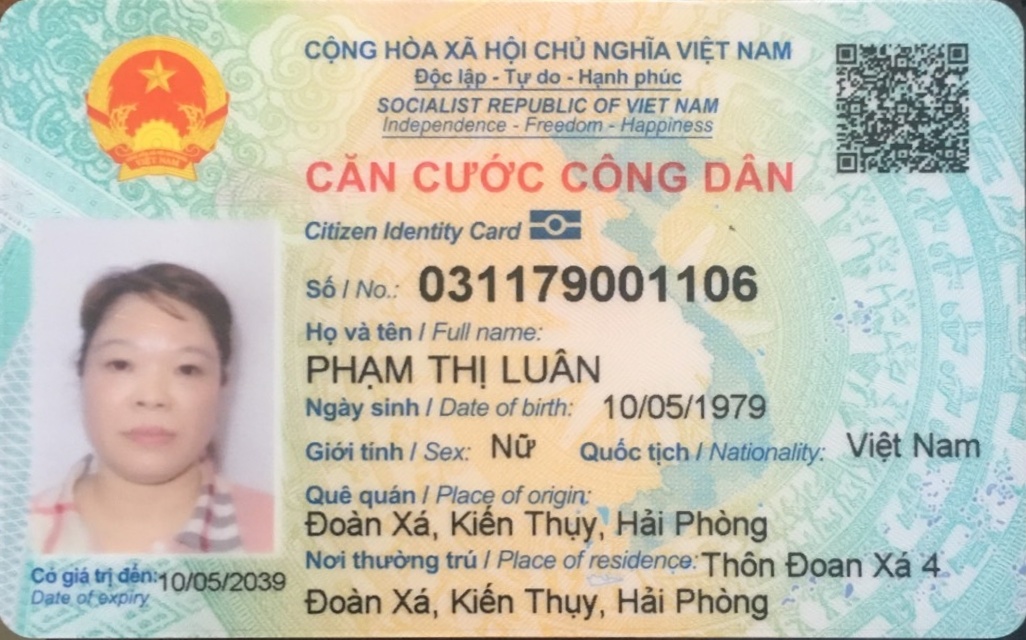 CỘNG HÒA XÃ HỘI CHỦ NGHĨA VIỆT NAM
Độc lập - Tự do - Hạnh phúc
SOCIALIST REPUBLIC OF VIET NAM
Independence - Freedom - Happiness
CĂN CƯỚC CÔNG DÂN
Citizen Identity Card
Số / No.: 031179001106
Họ và tên / Full name:
PHẠM THỊ LUÂN
Ngày sinh / Date of birth: 10/05/1979
Giới tính / Sex: Nữ Quốc tịch / Nationality: Việt Nam
Quê quán / Place of origin:
Đoàn Xá, Kiến Thụy, Hải Phòng
Nơi thường trú / Place of residence: Thôn Đoan Xá 4
Đoàn Xá, Kiến Thụy, Hải Phòng
Có giá trị đến: 10/05/2039
Date of expiry
VIỆT NAM